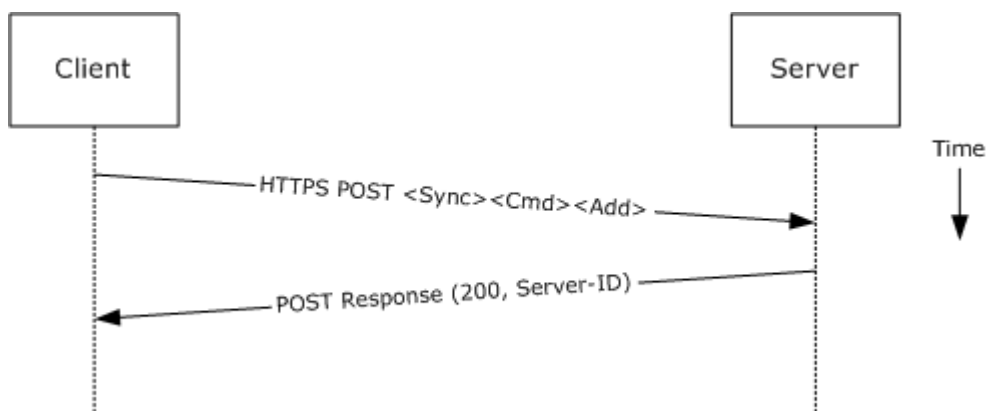 Client
Server
Time
HTTPS POST <Sync><Cmd><Add>
POST Response (200, Server-ID)